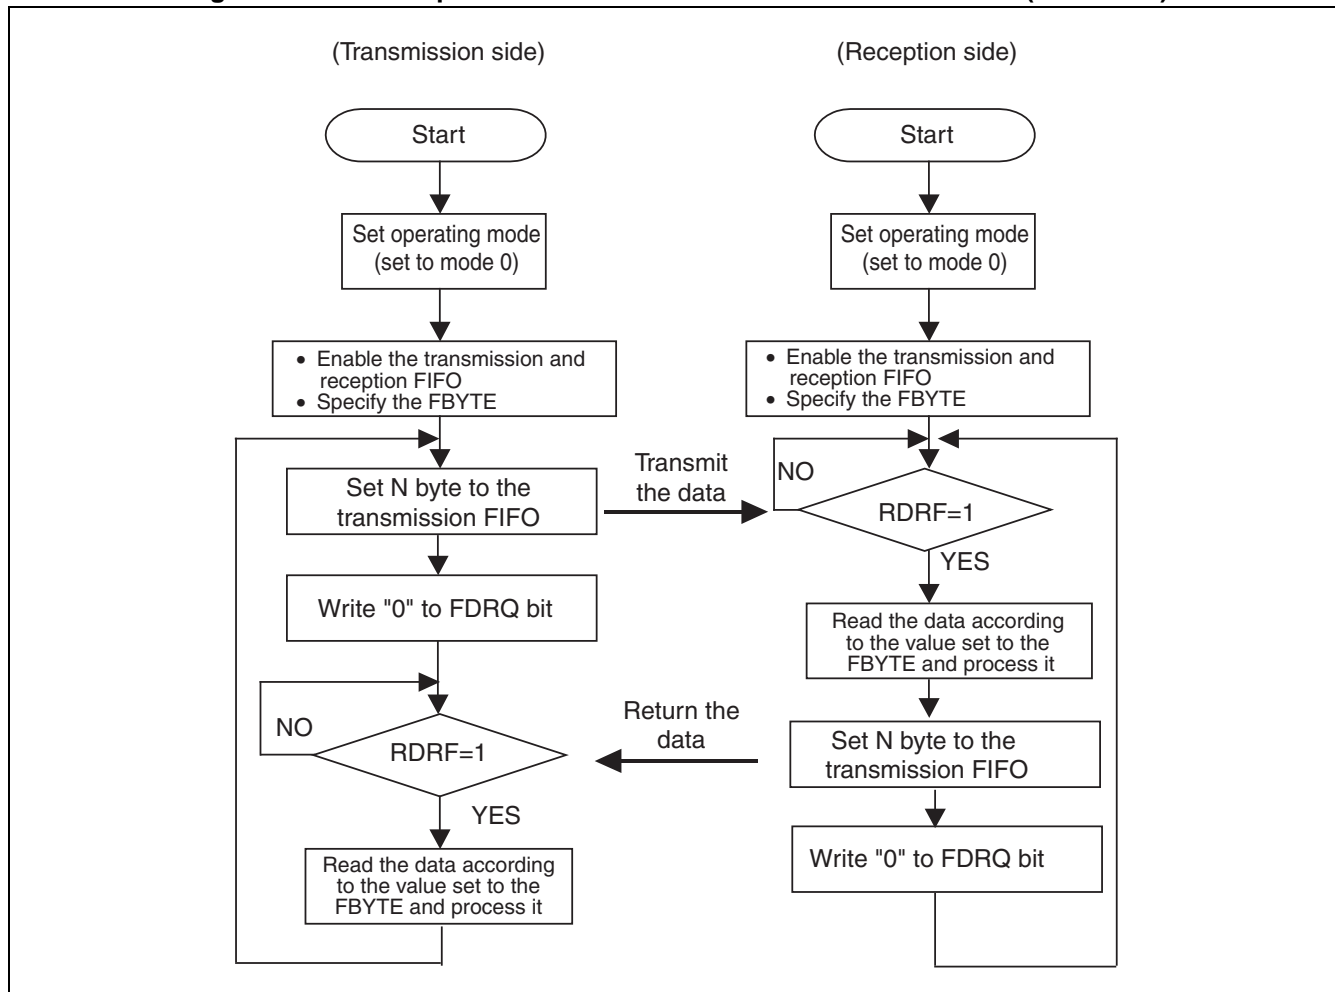 (Transmission side)
Start
Set operating mode
(set to mode 0)
• Enable the transmission and
reception FIFO
• Specify the FBYTE
Set N byte to the
transmission FIFO
Write "0" to FDRQ bit
NO
RDRF=1
YES
Read the data according
to the value set to the
FBYTE and process it
Transmit
the data
Return the
data
(Reception side)
Start
Set operating mode
(set to mode 0)
• Enable the transmission and
reception FIFO
• Specify the FBYTE
NO
RDRF=1
YES
Read the data according
to the value set to the
FBYTE and process it
Set N byte to the
transmission FIFO
Write "0" to FDRQ bit